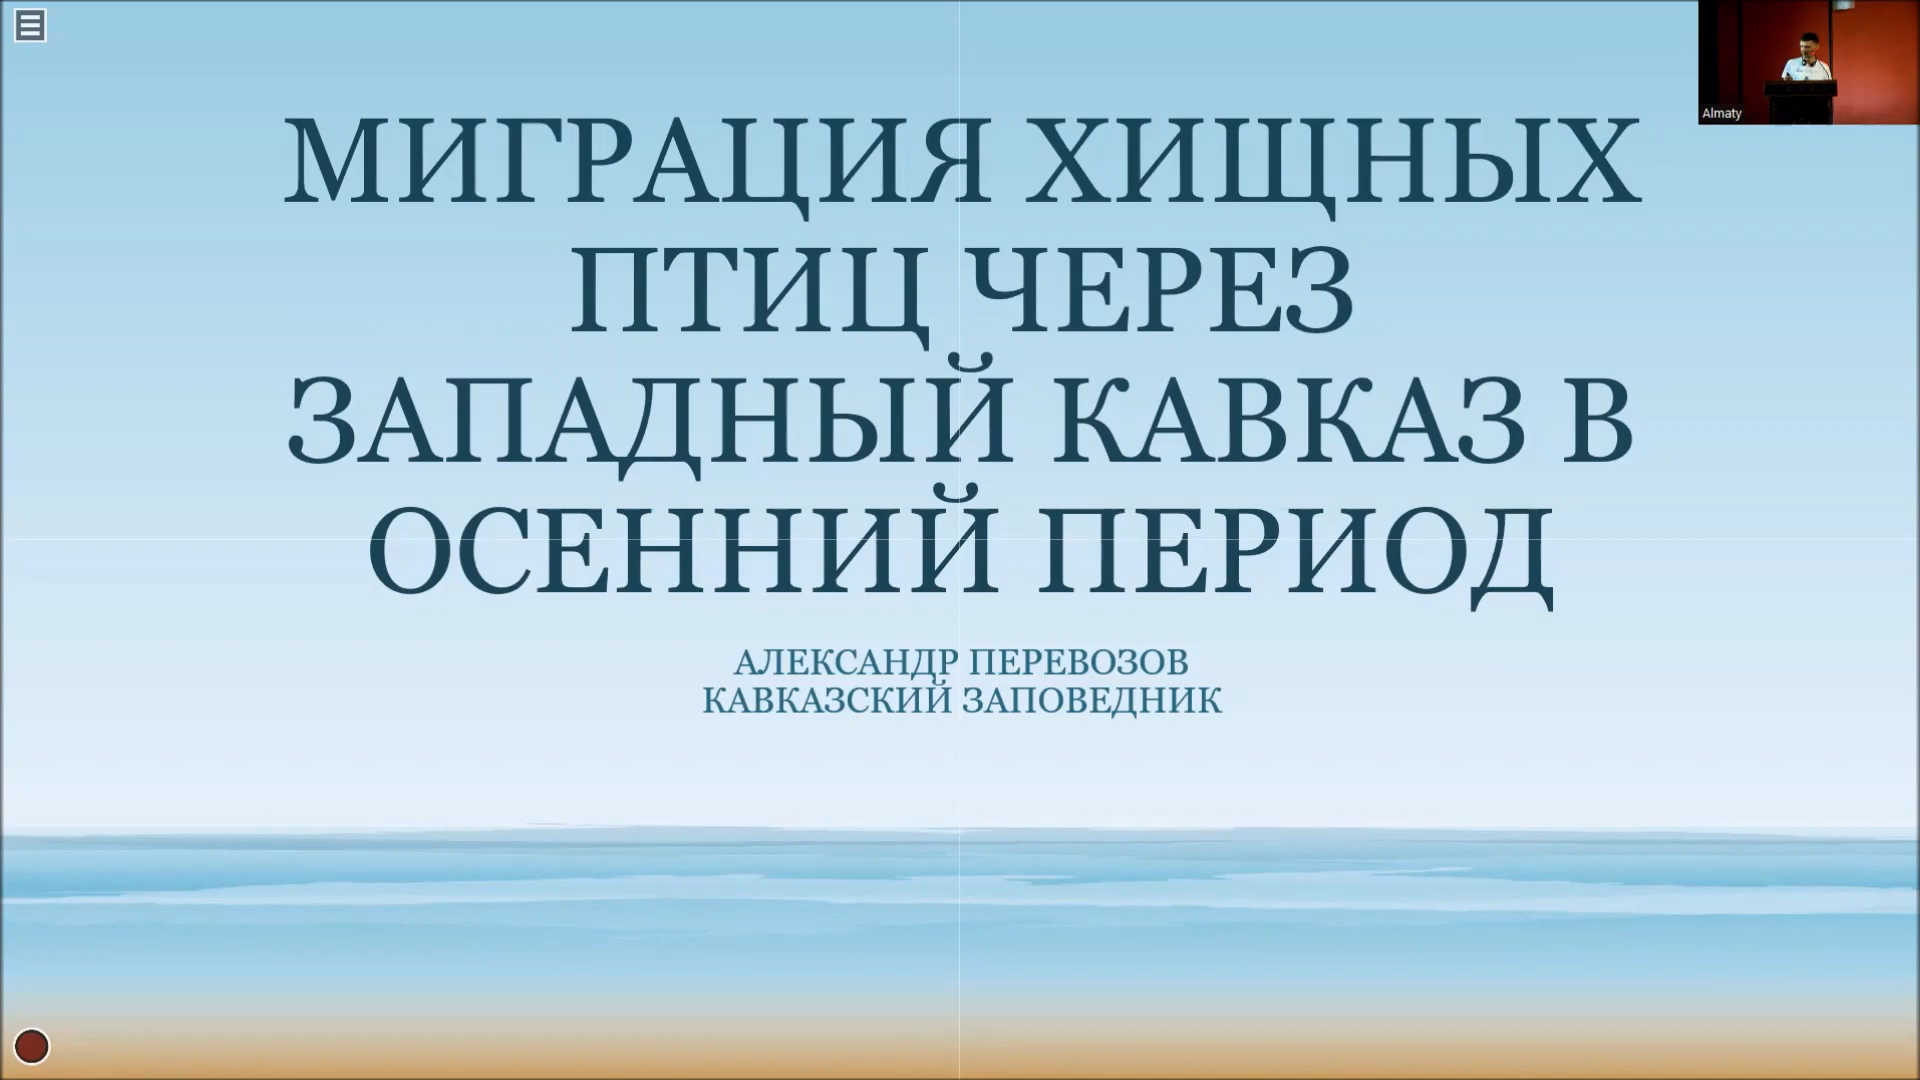 Almaty
МИГРАЦИЯ ХИЩНЫХ
ПТИЦ ЧЕРЕЗ
ЗАПАДНЫЙ КАВКАЗ В
ОСЕННИЙ ПЕРИОД
АЛЕКСАНДР ПЕРЕВОЗОВ
КАВКАЗСКИЙ ЗАПОВЕДНИК